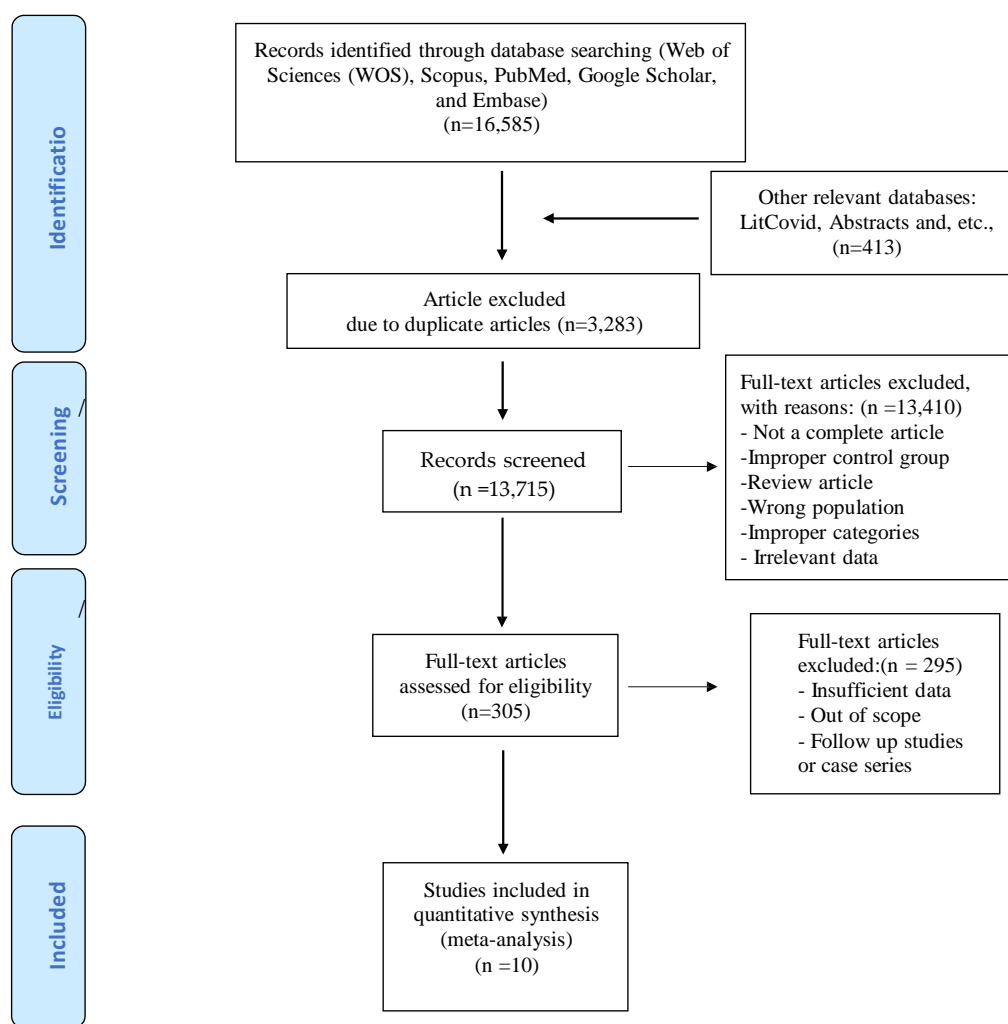 Identificatio
Records identified through database searching (Web of
Sciences (WOS), Scopus, PubMed, Google Scholar,
and Embase)
(n=16,585)
Other relevant databases:
LitCovid, Abstracts and, etc.,
(n=413)
Article excluded
due to duplicate articles (n=3,283)
Screening /
Records screened
(n =13,715)
Full-text articles excluded,
with reasons: (n =13,410)
- Not a complete article
-Improper control group
-Review article
-Wrong population
-Improper categories
- Irrelevant data
Eligibility /
Full-text articles
assessed for eligibility
(n=305)
Full-text articles
excluded:(n = 295)
- Insufficient data
- Out of scope
- Follow up studies
or case series
Included
Studies included in
quantitative synthesis
(meta-analysis)
(n =10)